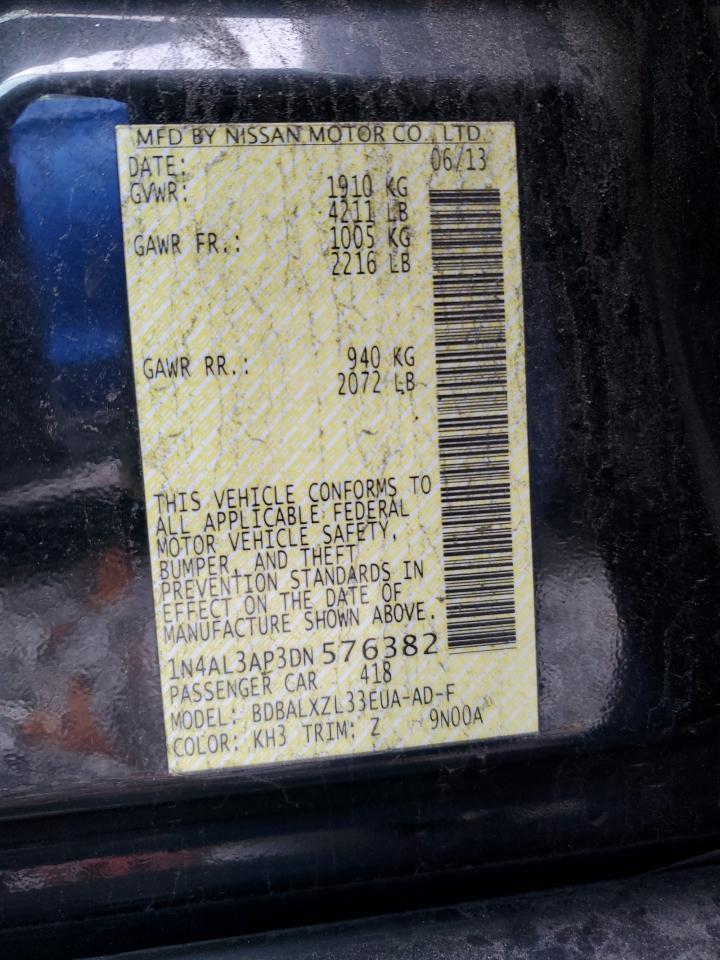 MFD BY NISSAN MOTOR CO., LTD.
DATE: 06/13
GVWR: 1910 KG
4211 LB
GAWR FR.: 1005 KG
2216 LB
GAWR RR.: 940 KG
2072 LB
THIS VEHICLE CONFORMS TO
ALL APPLICABLE FEDERAL
MOTOR VEHICLE SAFETY,
BUMPER, AND THEFT
PREVENTION STANDARDS IN
EFFECT ON THE DATE OF
MANUFACTURE SHOWN ABOVE.
1N4AL3AP3DN 576382
PASSENGER CAR 418
MODEL: BDBALXZL33EUA-AD-F
COLOR: KH3 TRIM: Z 9N00A